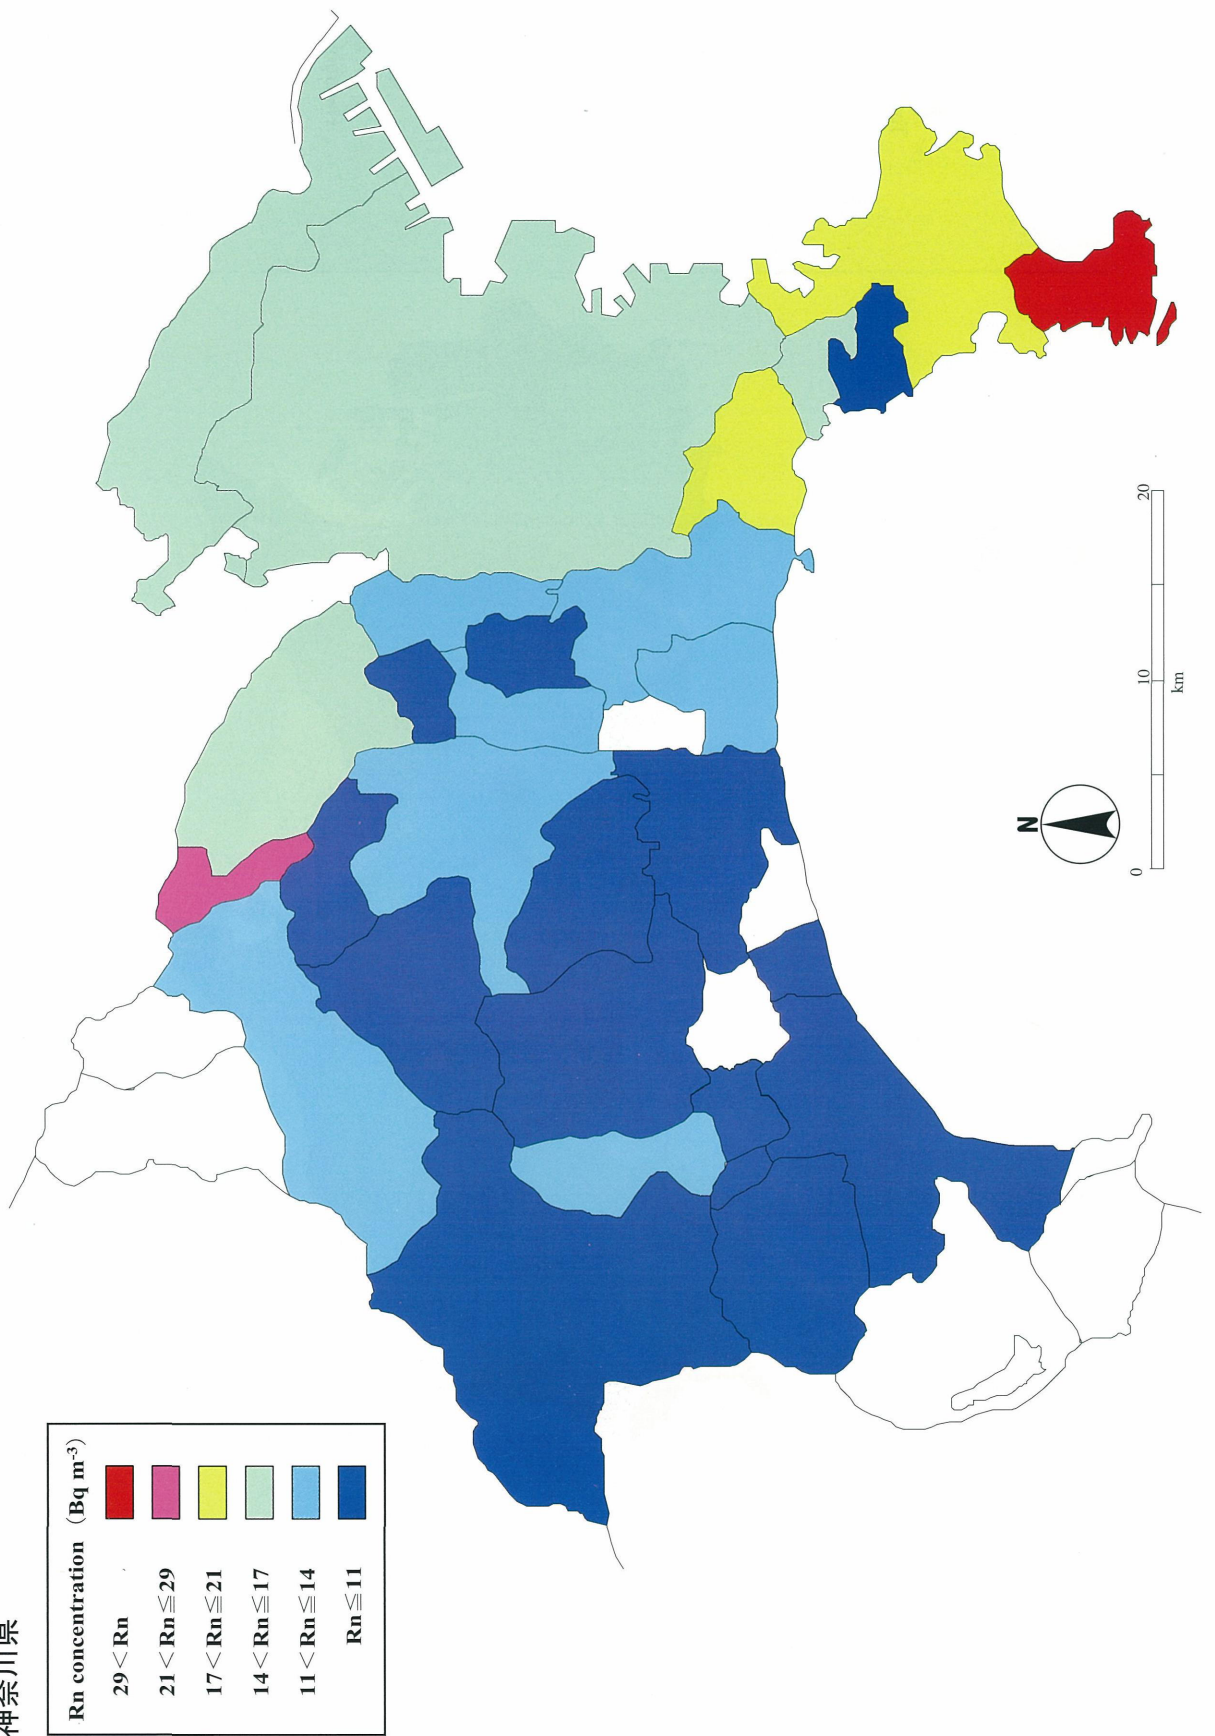 神奈川県
Rn concentration (Bq m⁻³)
29<Rn
21<Rn≦29
17<Rn≦21
14<Rn≦17
11<Rn≦14
Rn≦11
N
0 10 20
km